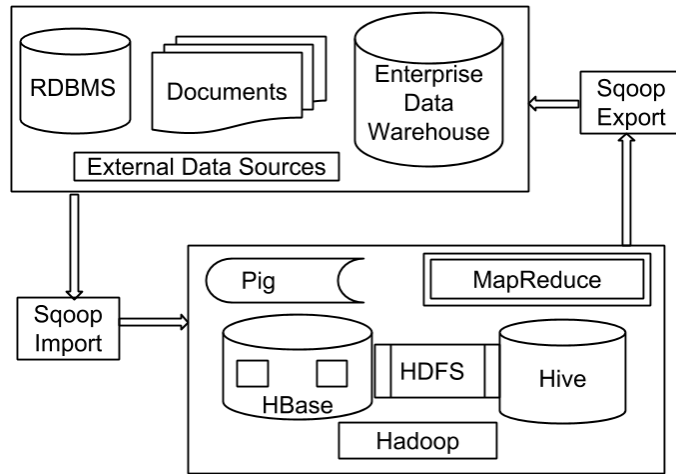 RDBMS
Documents
Enterprise
Data
Warehouse
External Data Sources
Sqoop
Export
Sqoop
Import
Pig
MapReduce
HBase
HDFS
Hive
Hadoop